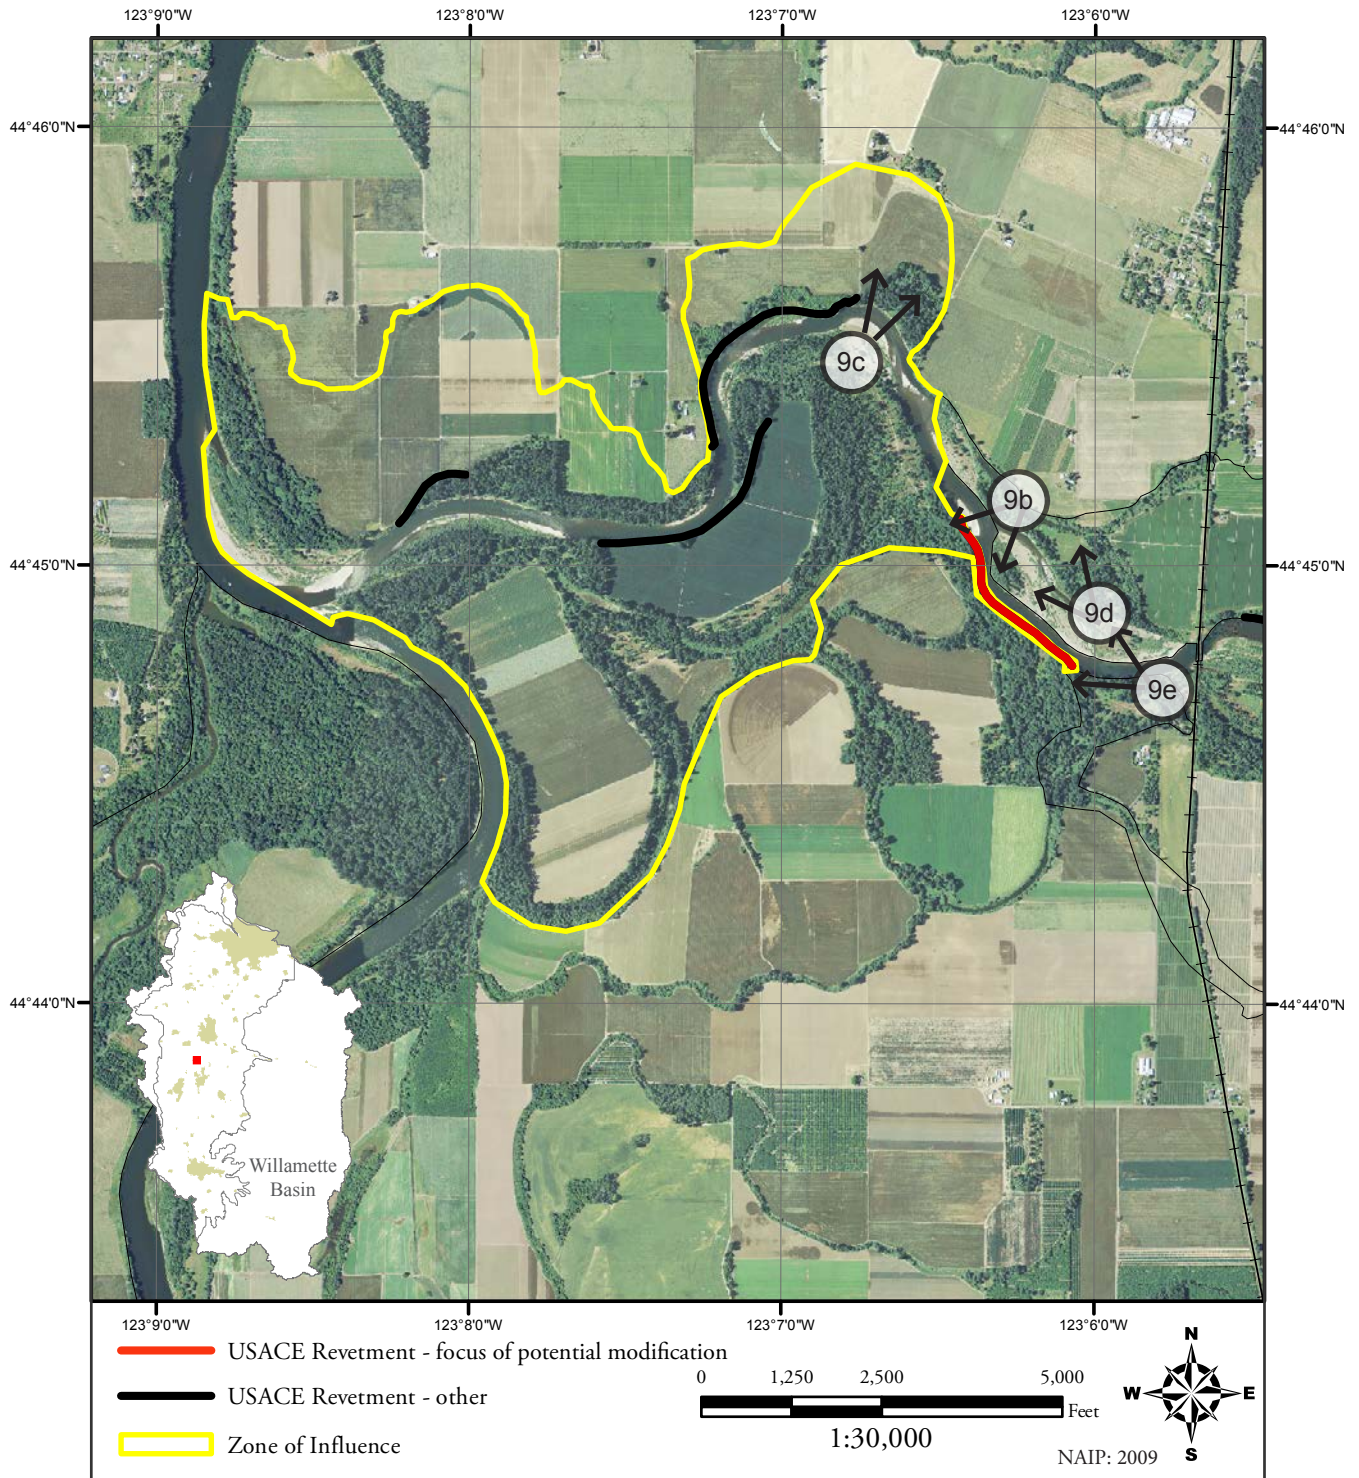 123°9'0"W 123°8'0"W 123°7'0"W 123°6'0"W
44°46'0"N 44°46'0"N
9c
9b
44°45'0"N 44°45'0"N
9d
9e
44°44'0"N 44°44'0"N
Willamette
Basin
123°9'0"W 123°8'0"W 123°7'0"W 123°6'0"W
USACE Revetment - focus of potential modification
USACE Revetment - other
Zone of Influence
0 1,250 2,500 5,000
Feet
1:30,000
N
W E
S
NAIP: 2009